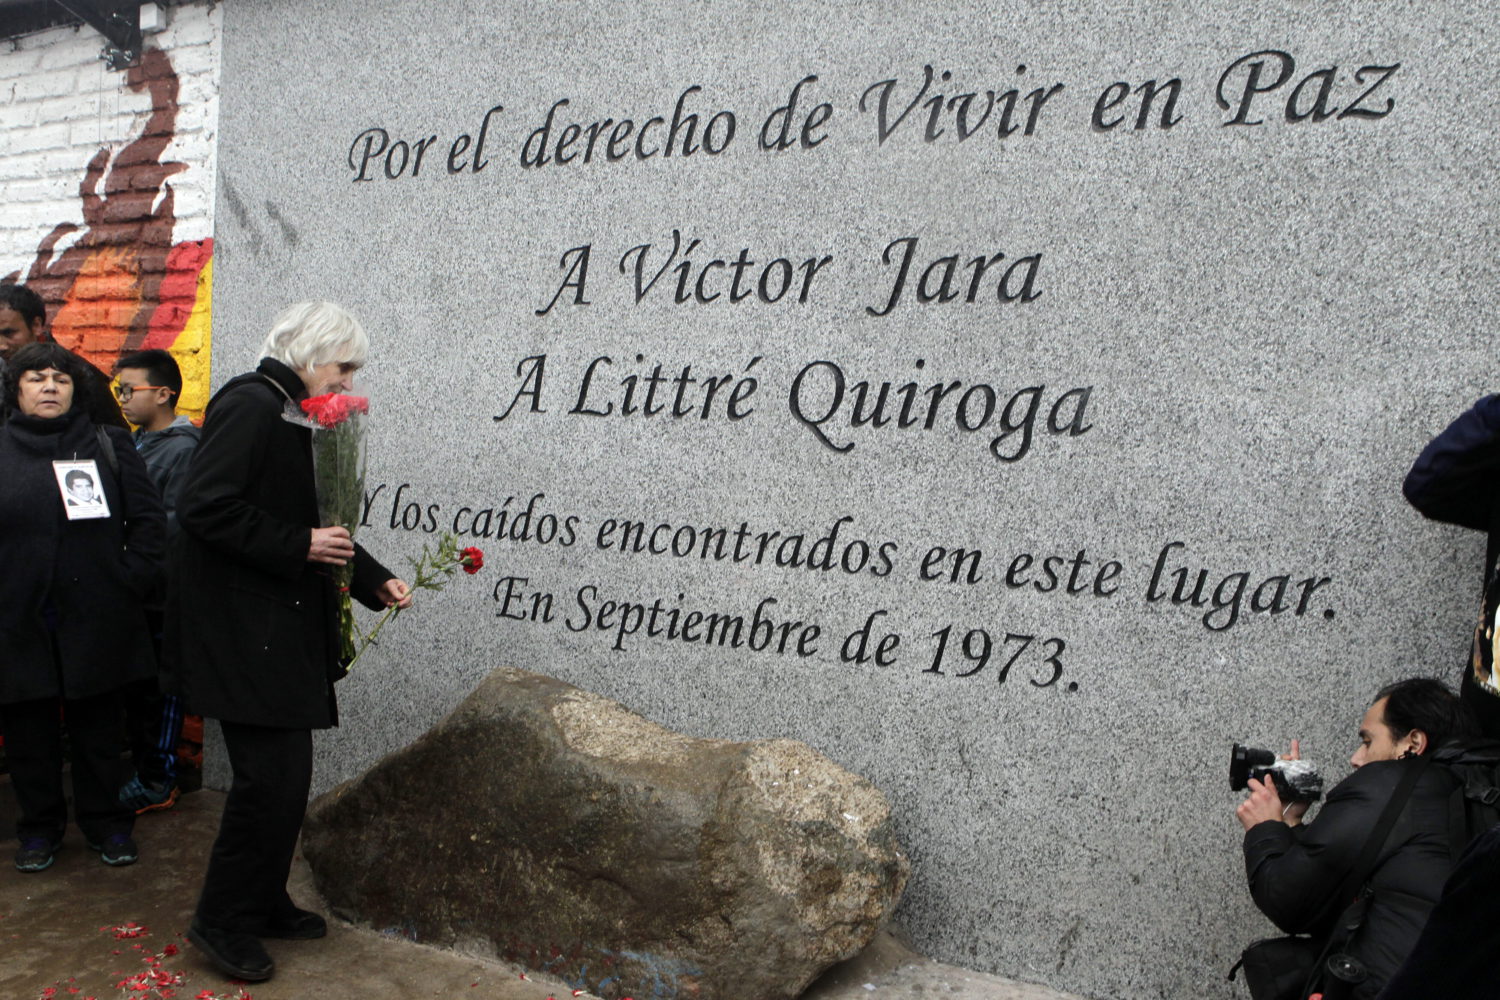 Por el derecho de Vivir en Paz
A Víctor Jara
A Littré Quiroga
Y los caídos encontrados en este lugar.
En Septiembre de 1973.